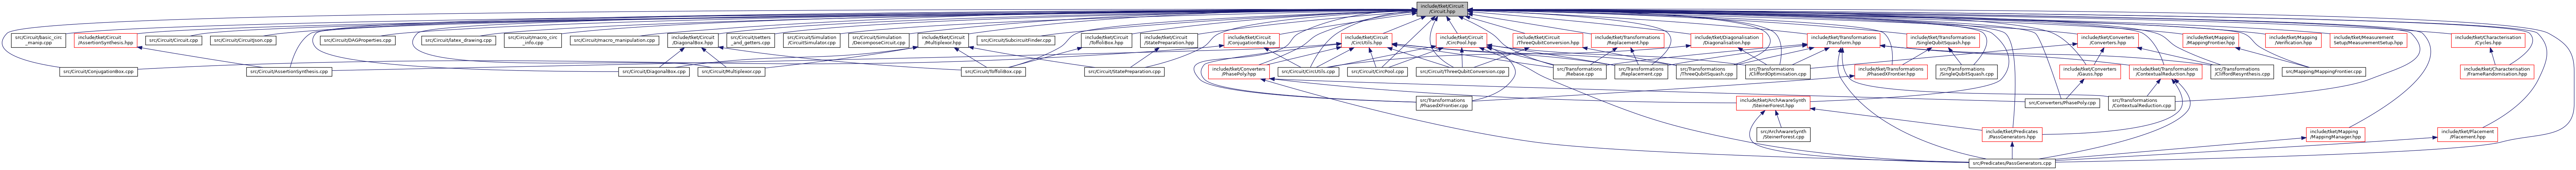 include/tket/Circuit
/Circuit.hpp
src/Circuit/basic_circ
_manip.cpp
include/tket/Circuit
/AssertionSynthesis.hpp
src/Circuit/Circuit.cpp
src/Circuit/CircuitJson.cpp
src/Circuit/DAGProperties.cpp
src/Circuit/latex_drawing.cpp
src/Circuit/macro_circ
_info.cpp
src/Circuit/macro_manipulation.cpp
include/tket/Circuit
/DiagonalBox.hpp
src/Circuit/setters
_and_getters.cpp
src/Circuit/Simulation
/CircuitSimulator.cpp
src/Circuit/Simulation
/DecomposeCircuit.cpp
include/tket/Circuit
/Multiplexor.hpp
src/Circuit/SubcircuitFinder.cpp
include/tket/Circuit
/ToffoliBox.hpp
include/tket/Circuit
/StatePreparation.hpp
include/tket/Circuit
/ConjugationBox.hpp
include/tket/Circuit
/CircUtils.hpp
include/tket/Circuit
/CircPool.hpp
include/tket/Circuit
/ThreeQubitConversion.hpp
include/tket/Transformations
/Replacement.hpp
include/tket/Diagonalisation
/Diagonalisation.hpp
include/tket/Transformations
/Transform.hpp
include/tket/Transformations
/SingleQubitSquash.hpp
include/tket/Converters
/Converters.hpp
include/tket/Mapping
/MappingFrontier.hpp
include/tket/Mapping
/Verification.hpp
include/tket/Measurement
Setup/MeasurementSetup.hpp
include/tket/Characterisation
/Cycles.hpp
src/Circuit/ConjugationBox.cpp
src/Circuit/AssertionSynthesis.cpp
src/Circuit/DiagonalBox.cpp
src/Circuit/Multiplexor.cpp
src/Circuit/ToffoliBox.cpp
src/Circuit/StatePreparation.cpp
include/tket/Converters
/PhasePoly.hpp
src/Circuit/CircUtils.cpp
src/Circuit/CircPool.cpp
src/Circuit/ThreeQubitConversion.cpp
src/Transformations
/Rebase.cpp
src/Transformations
/Replacement.cpp
src/Transformations
/ThreeQubitSquash.cpp
src/Transformations
/CliffordOptimisation.cpp
include/tket/Transformations
/PhasedXFrontier.hpp
src/Transformations
/SingleQubitSquash.cpp
include/tket/Converters
/Gauss.hpp
include/tket/Transformations
/ContextualReduction.hpp
src/Transformations
/CliffordResynthesis.cpp
src/Mapping/MappingFrontier.cpp
include/tket/Characterisation
/FrameRandomisation.hpp
src/Transformations
/PhasedXFrontier.cpp
include/tket/ArchAwareSynth
/SteinerForest.hpp
src/Converters/PhasePoly.cpp
src/Transformations
/ContextualReduction.cpp
src/ArchAwareSynth
/SteinerForest.cpp
include/tket/Predicates
/PassGenerators.hpp
include/tket/Mapping
/MappingManager.hpp
include/tket/Placement
/Placement.hpp
src/Predicates/PassGenerators.cpp